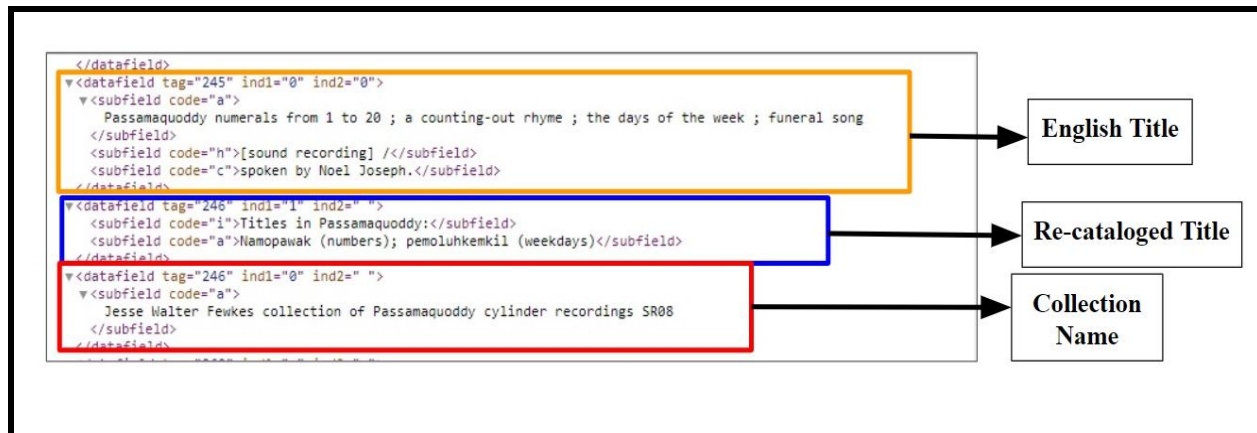 </datafield>
▼<datafield tag="245" ind1="0" ind2="0">
▼<subfield code="a">
Passamaquoddy numerals from 1 to 20 ; a counting-out rhyme ; the days of the week ; funeral song
</subfield>
<subfield code="h">[sound recording] /</subfield>
<subfield code="c">spoken by Noel Joseph.</subfield>
</datafield>
English Title
▼<datafield tag="246" ind1="1" ind2=" ">
<subfield code="i">Titles in Passamaquoddy:</subfield>
<subfield code="a">Namopawak (numbers); pemoluhkemkil (weekdays)</subfield>
</datafield>
Re-cataloged Title
▼<datafield tag="246" ind1="0" ind2=" ">
▼<subfield code="a">
Jesse Walter Fewkes collection of Passamaquoddy cylinder recordings SR08
</subfield>
</datafield>
Collection
Name